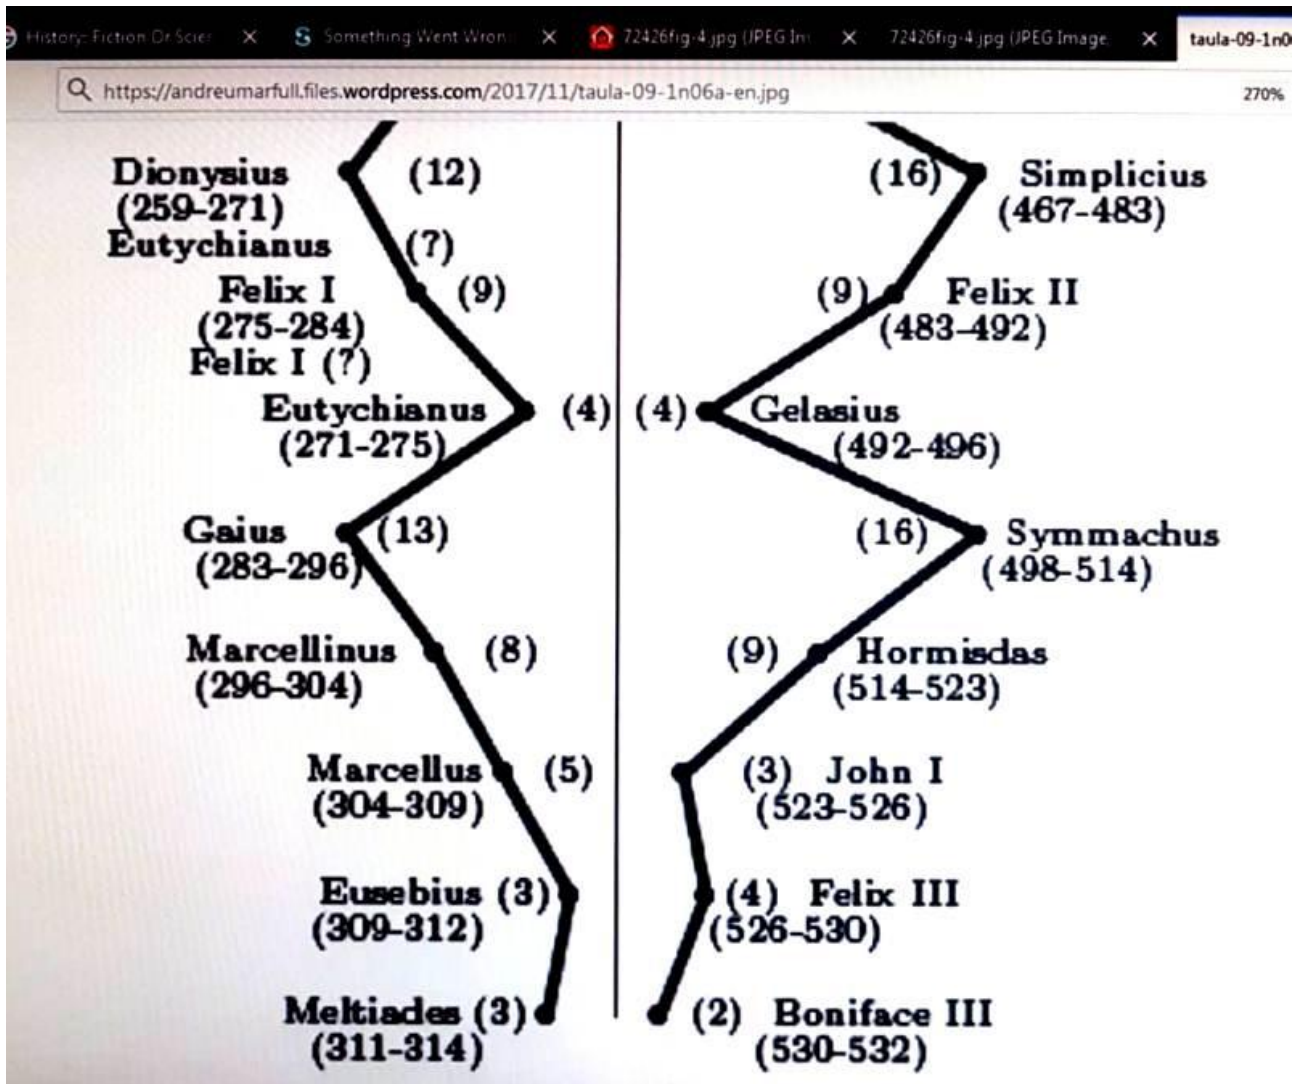 History: Fiction Or Scie
Something Went Wron
72426fig-4.jpg (JPEG Im
72426fig-4.jpg (JPEG Image
taula-09-1n0
https://andreumarfull.files.wordpress.com/2017/11/taula-09-1n06a-en.jpg
270%
Dionysius (12)
(259-271)
Eutychianus (?)
Felix I (9)
(275-284)
Felix I (?)
Eutychianus (4)
(271-275)
Gaius (13)
(283-296)
Marcellinus (8)
(296-304)
Marcellus (5)
(304-309)
Eusebius (3)
(309-312)
Meltiades (3)
(311-314)
(16) Simplicius
(467-483)
(9) Felix II
(483-492)
(4) Gelasius
(492-496)
(16) Symmachus
(498-514)
(9) Hormisdas
(514-523)
(3) John I
(523-526)
(4) Felix III
(526-530)
(2) Boniface III
(530-532)